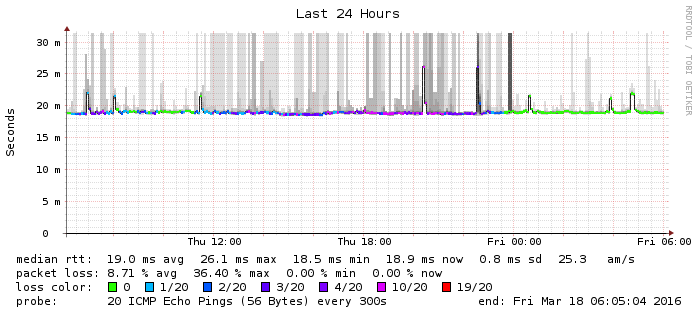 Last 24 Hours
RRDTOOL / TOBI OETIKER
Seconds
30 m
25 m
20 m
15 m
10 m
5 m
0
Thu 12:00 Thu 18:00 Fri 00:00 Fri 06:00
median rtt: 19.0 ms avg 26.1 ms max 18.5 ms min 18.9 ms now 0.8 ms sd 25.3 am/s
packet loss: 8.71 % avg 36.40 % max 0.00 % min 0.00 % now
loss color: 0 1/20 2/20 3/20 4/20 10/20 19/20
probe: 20 ICMP Echo Pings (56 Bytes) every 300s end: Fri Mar 18 06:05:04 2016